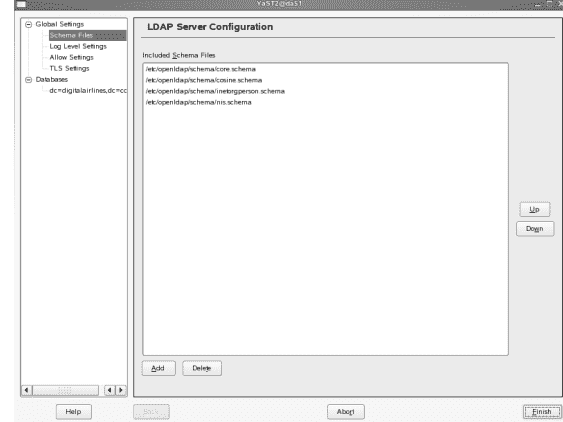 YaST2@da51
Global Settings
Schema Files
Log Level Settings
Allow Settings
TLS Settings
Databases
dc=digitalairlines,dc=cc
LDAP Server Configuration
Included Schema Files
/etc/openldap/schema/core.schema
/etc/openldap/schema/cosine.schema
/etc/openldap/schema/inetorgperson.schema
/etc/openldap/schema/nis.schema
Up
Down
Add
Delete
Help
Back
Abort
Finish